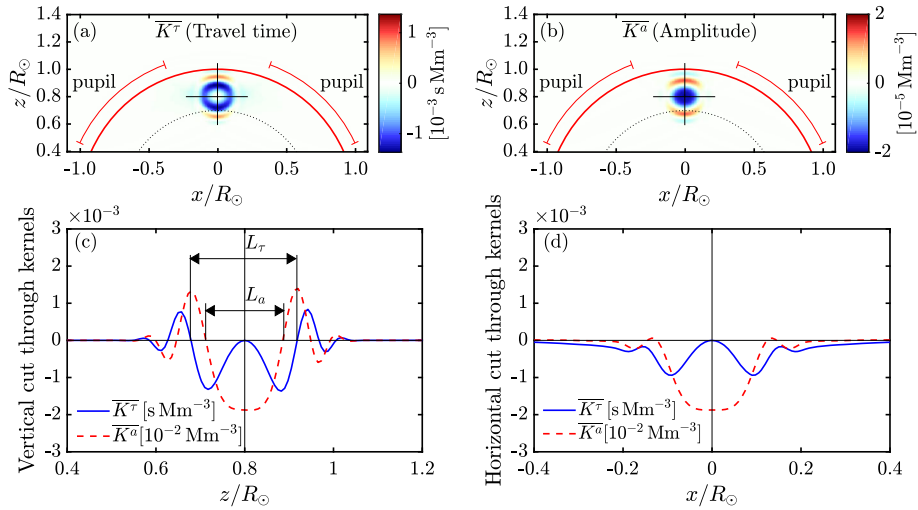 (a) K^τ (Travel time)
pupil
pupil
z/R⊙
1.4
1.2
1.0
0.8
0.6
0.4
-1.0
-0.5
0
0.5
1.0
x/R⊙
1
0
-1
[10⁻³ s Mm⁻³]
(b) K^a (Amplitude)
pupil
pupil
z/R⊙
1.4
1.2
1.0
0.8
0.6
0.4
-1.0
-0.5
0
0.5
1.0
x/R⊙
2
0
-2
[10⁻⁵ Mm⁻³]
×10⁻³
(c)
L_τ
L_a
Vertical cut through kernels
3
2
1
0
-1
-2
-3
K^τ [s Mm⁻³]
K^a [10⁻² Mm⁻³]
0.4
0.6
0.8
1
1.2
z/R⊙
×10⁻³
(d)
Horizontal cut through kernels
3
2
1
0
-1
-2
-3
K^τ [s Mm⁻³]
K^a [10⁻² Mm⁻³]
-0.4
-0.2
0
0.2
0.4
x/R⊙